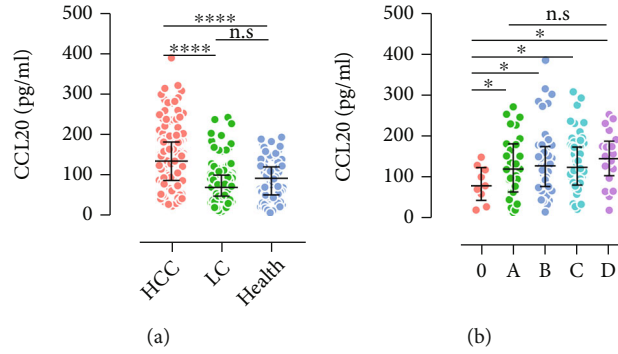 ****
n.s
****
CCL20 (pg/ml)
500
400
300
200
100
0
HCC
LC
Health
(a)
n.s
*
*
*
*
CCL20 (pg/ml)
500
400
300
200
100
0
0
A
B
C
D
(b)